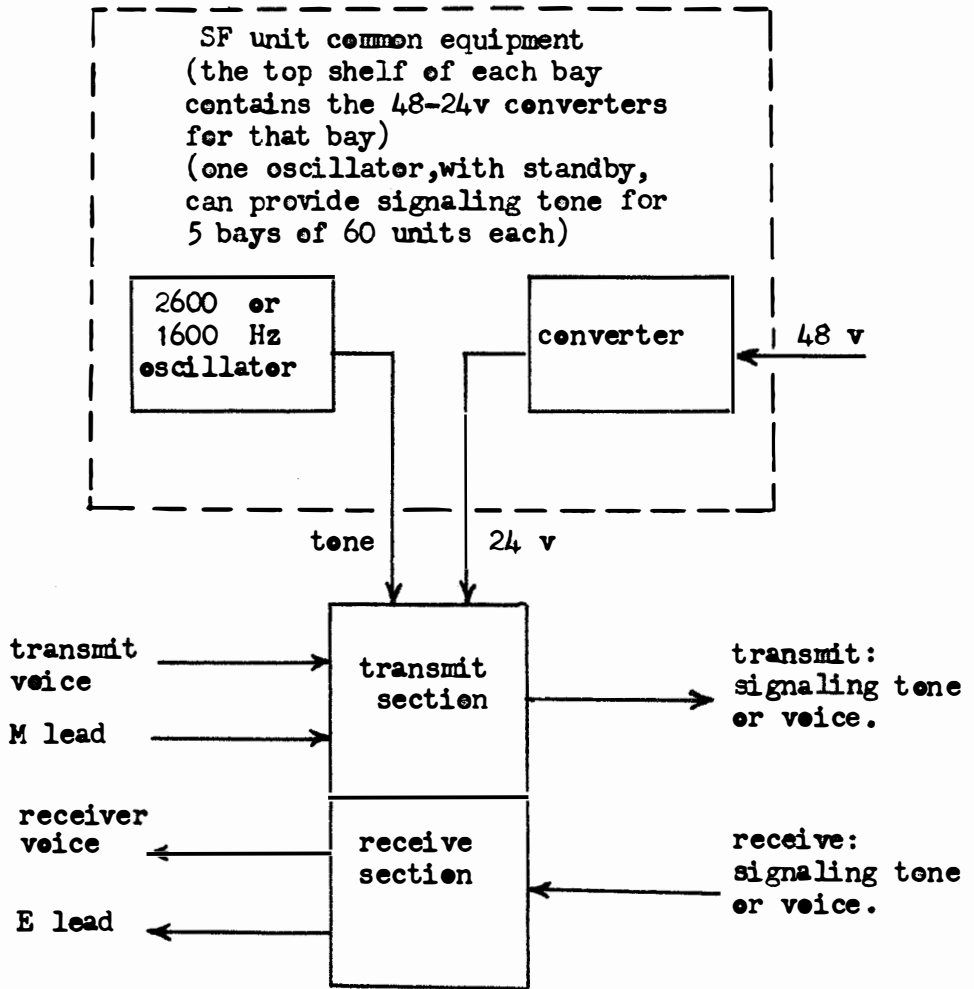 SF unit common equipment
(the top shelf of each bay
contains the 48-24v converters
for that bay)
(one oscillator,with standby,
can provide signaling tone for
5 bays of 60 units each)
2600 or
1600 Hz
oscillator
converter
48 v
tone
24 v
transmit
voice
M lead
transmit
section
transmit:
signaling tone
or voice.
receiver
voice
E lead
receive
section
receive:
signaling tone
or voice.